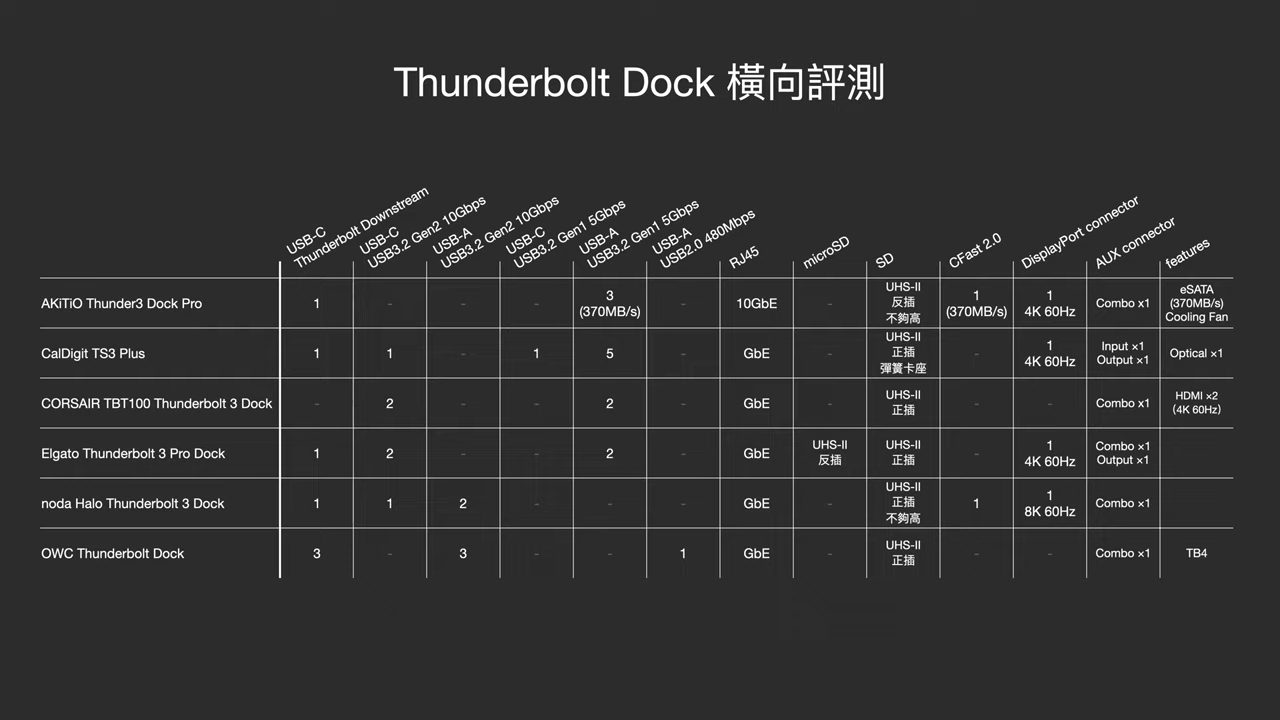 Thunderbolt Dock 橫向評測
USB-C
Thunderbolt Downstream
USB-C
USB3.2 Gen2 10Gbps
USB-A
USB3.2 Gen2 10Gbps
USB-C
USB3.2 Gen1 5Gbps
USB-A
USB3.2 Gen1 5Gbps
USB-A
USB2.0 480Mbps
RJ45
microSD
SD
CFast 2.0
DisplayPort connector
AUX connector
features
AKiTiO Thunder3 Dock Pro
1
-
-
-
3
(370MB/s)
-
10GbE
-
UHS-II
反插
不夠高
1
(370MB/s)
1
4K 60Hz
Combo x1
eSATA
(370MB/s)
Cooling Fan
CalDigit TS3 Plus
1
1
-
1
5
-
GbE
-
UHS-II
正插
彈簧卡座
-
1
4K 60Hz
Input ×1
Output ×1
Optical ×1
CORSAIR TBT100 Thunderbolt 3 Dock
-
2
-
-
2
-
GbE
-
UHS-II
正插
-
-
Combo ×1
HDMI ×2
(4K 60Hz)
Elgato Thunderbolt 3 Pro Dock
1
2
-
-
2
-
GbE
UHS-II
反插
UHS-II
正插
-
1
4K 60Hz
Combo ×1
Output ×1
noda Halo Thunderbolt 3 Dock
1
1
2
-
-
-
GbE
-
UHS-II
正插
不夠高
1
1
8K 60Hz
Combo ×1
OWC Thunderbolt Dock
3
-
3
-
-
1
GbE
-
UHS-II
正插
-
-
Combo ×1
TB4